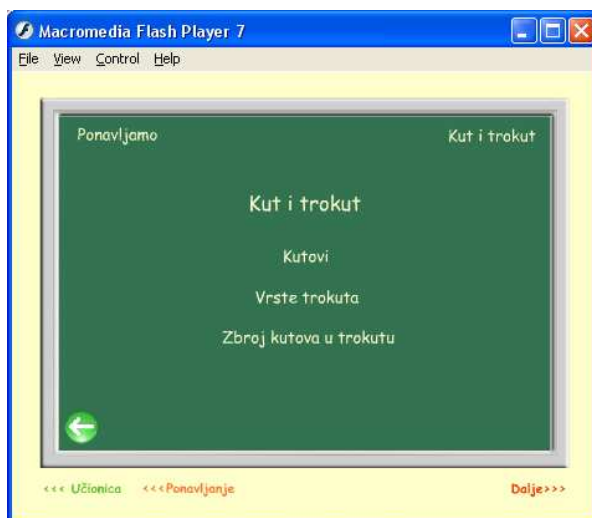 Macromedia Flash Player 7
File View Control Help
Ponavljamo Kut i trokut
Kut i trokut
Kutovi
Vrste trokuta
Zbroj kutova u trokutu
<<< Učionica <<<Ponavljanje Dalje>>>